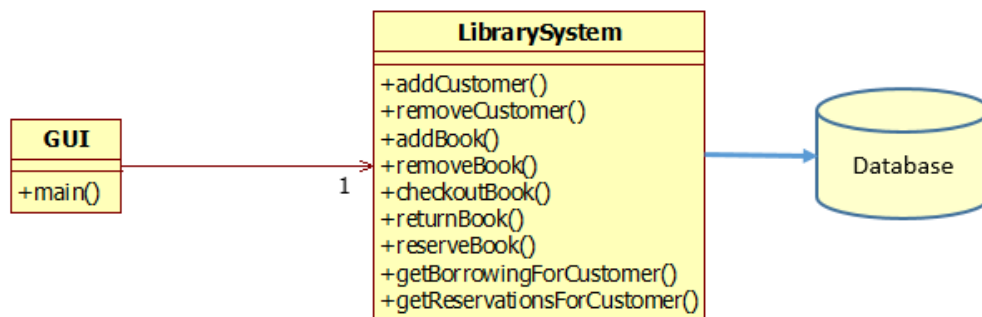 GUI
+main()
1
LibrarySystem
+addCustomer()
+removeCustomer()
+addBook()
+removeBook()
+checkoutBook()
+returnBook()
+reserveBook()
+getBorrowingForCustomer()
+getReservationsForCustomer()
Database